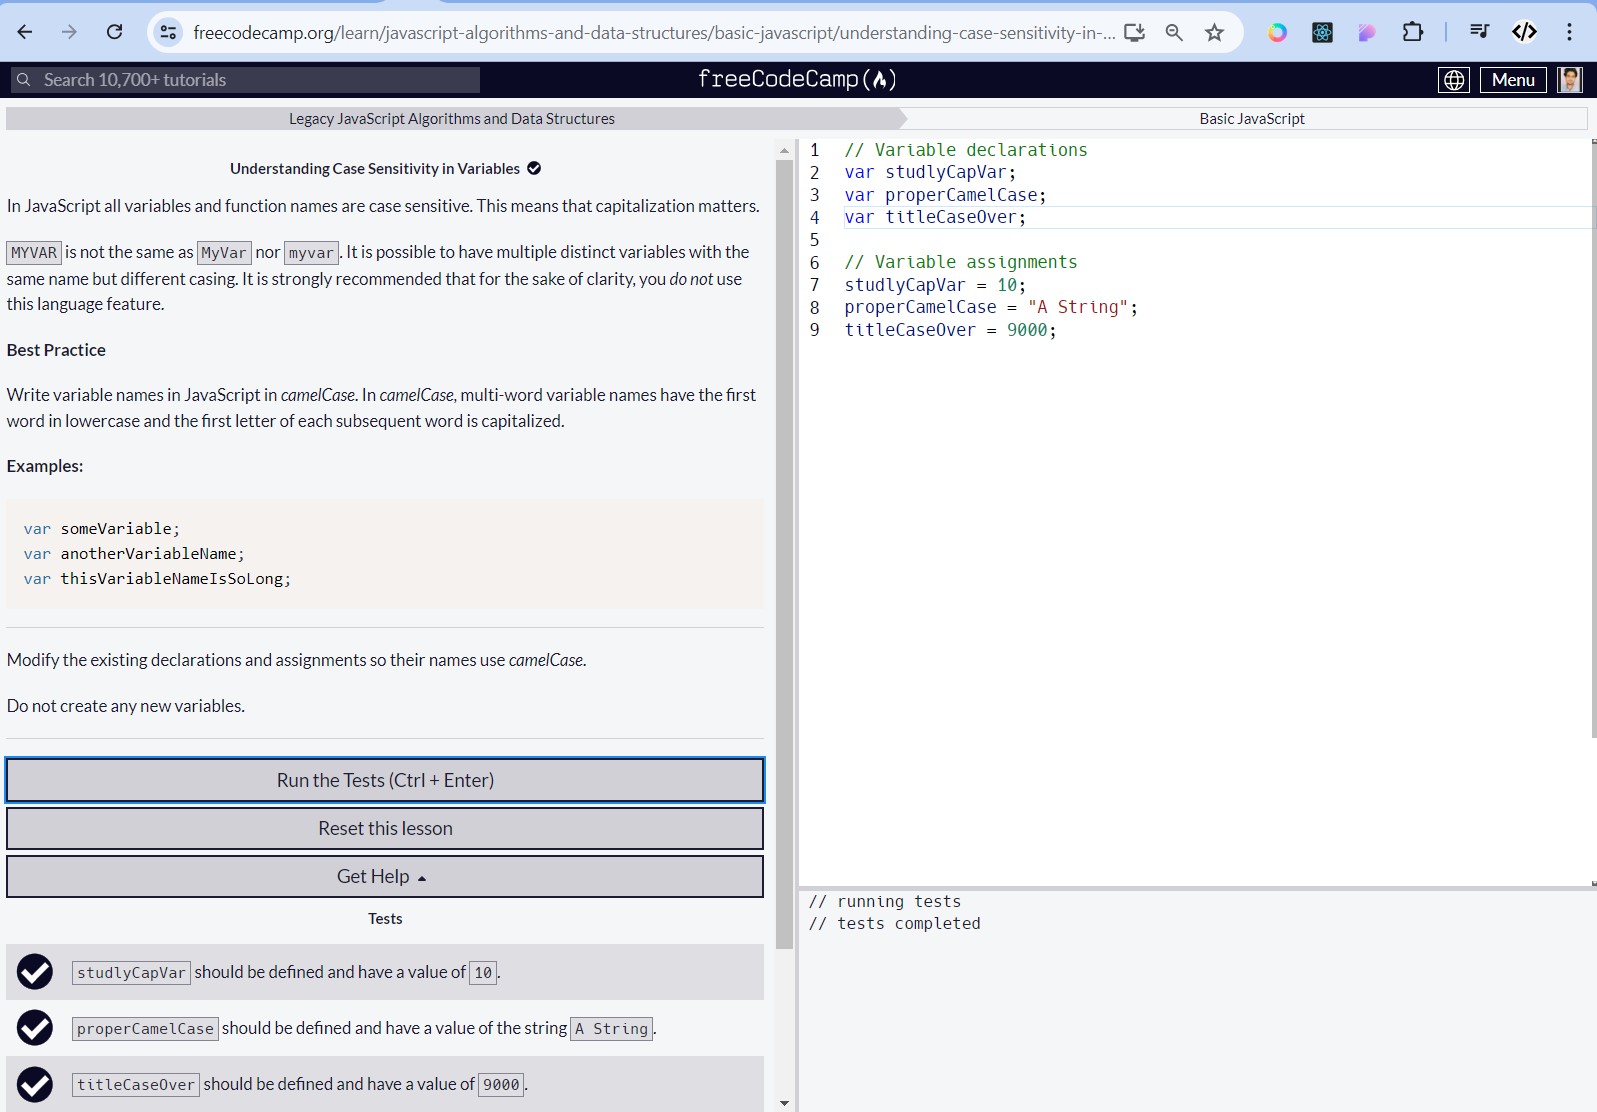 freecodecamp.org/learn/javascript-algorithms-and-data-structures/basic-javascript/understanding-case-sensitivity-in-...
Search 10,700+ tutorials
freeCodeCamp
Menu
Legacy JavaScript Algorithms and Data Structures
Basic JavaScript
Understanding Case Sensitivity in Variables
In JavaScript all variables and function names are case sensitive. This means that capitalization matters.
MYVAR is not the same as MyVar nor myvar. It is possible to have multiple distinct variables with the
same name but different casing. It is strongly recommended that for the sake of clarity, you do not use
this language feature.
Best Practice
Write variable names in JavaScript in camelCase. In camelCase, multi-word variable names have the first
word in lowercase and the first letter of each subsequent word is capitalized.
Examples:
var someVariable;
var anotherVariableName;
var thisVariableNameIsSoLong;
Modify the existing declarations and assignments so their names use camelCase.
Do not create any new variables.
Run the Tests (Ctrl + Enter)
Reset this lesson
Get Help
Tests
studlyCapVar should be defined and have a value of 10.
properCamelCase should be defined and have a value of the string A String.
titleCaseOver should be defined and have a value of 9000.
1 // Variable declarations
2 var studlyCapVar;
3 var properCamelCase;
4 var titleCaseOver;
5
6 // Variable assignments
7 studlyCapVar = 10;
8 properCamelCase = "A String";
9 titleCaseOver = 9000;
// running tests
// tests completed